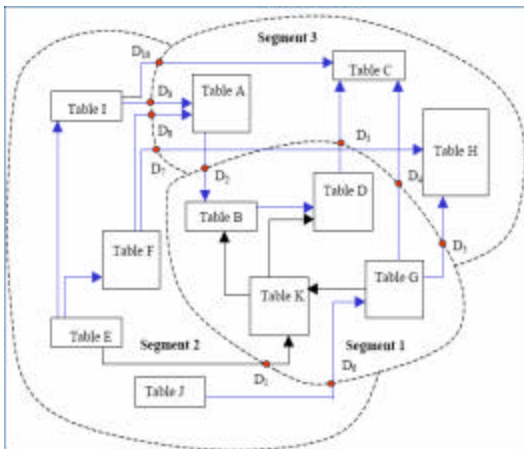 Segment 3
D10
Table C
D9
Table I
Table A
D8
D3
D7
Table H
D2
D4
Table D
Table B
Table F
D5
Table G
Table K
Table E
Segment 2
Segment 1
D1
D6
Table J